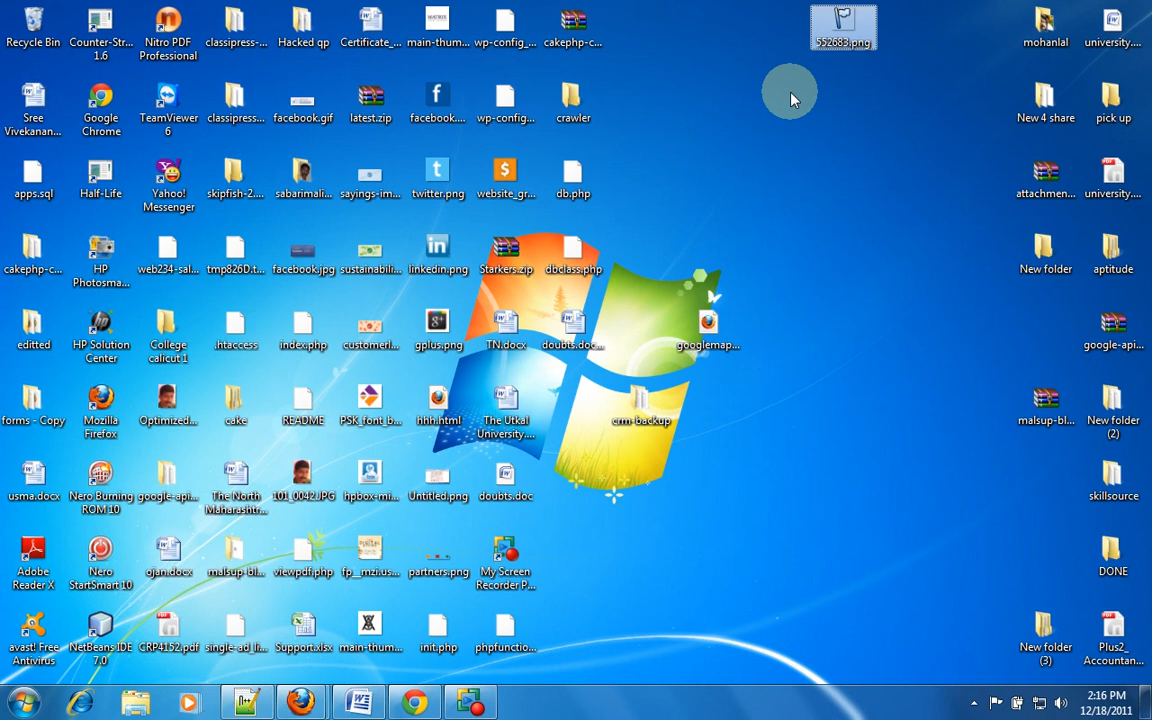 Recycle Bin
Counter-Str...
1.6
Nitro PDF
Professional
classipress-...
Hacked qp
Certificate_...
main-thum...
wp-config_...
cakephp-c...
552683.png
mohanlal
university....
Sree
Vivekanan...
Google
Chrome
TeamViewer
6
classipress...
facebook.gif
latest.zip
facebook....
wp-config...
crawler
New 4 share
pick up
apps.sql
Half-Life
Yahoo!
Messenger
skipfish-2....
sabarimali...
sayings-im...
twitter.png
website_gr...
db.php
attachmen...
university....
cakephp-c...
HP
Photosma...
web234-sal...
tmp826D.t...
facebook.jpg
sustainabili...
linkedin.png
Starkers.zip
dbclass.php
New folder
aptitude
editted
HP Solution
Center
College
calicut 1
.htaccess
index.php
customerl...
gplus.png
TN.docx
doubts.doc...
googlemap...
google-api...
forms - Copy
Mozilla
Firefox
Optimized...
cake
README
PSK_font_b...
hhh.html
The Utkal
University....
crm-backup
malsup-bl...
New folder
(2)
usma.docx
Nero Burning
ROM 10
google-api...
The North
Maharashtr...
101_0042.JPG
hpbox-mi...
Untitled.png
doubts.doc
skillsource
Adobe
Reader X
Nero
StartSmart 10
ojan.docx
malsup-bl...
viewpdf.php
fp__mzi.us...
partners.png
My Screen
Recorder P...
DONE
avast! Free
Antivirus
NetBeans IDE
7.0
CRP4152.pdf
single-ad_li...
Support.xlsx
main-thum...
init.php
phpfunctio...
New folder
(3)
Plus2_
Accountan...
2:16 PM
12/18/2011